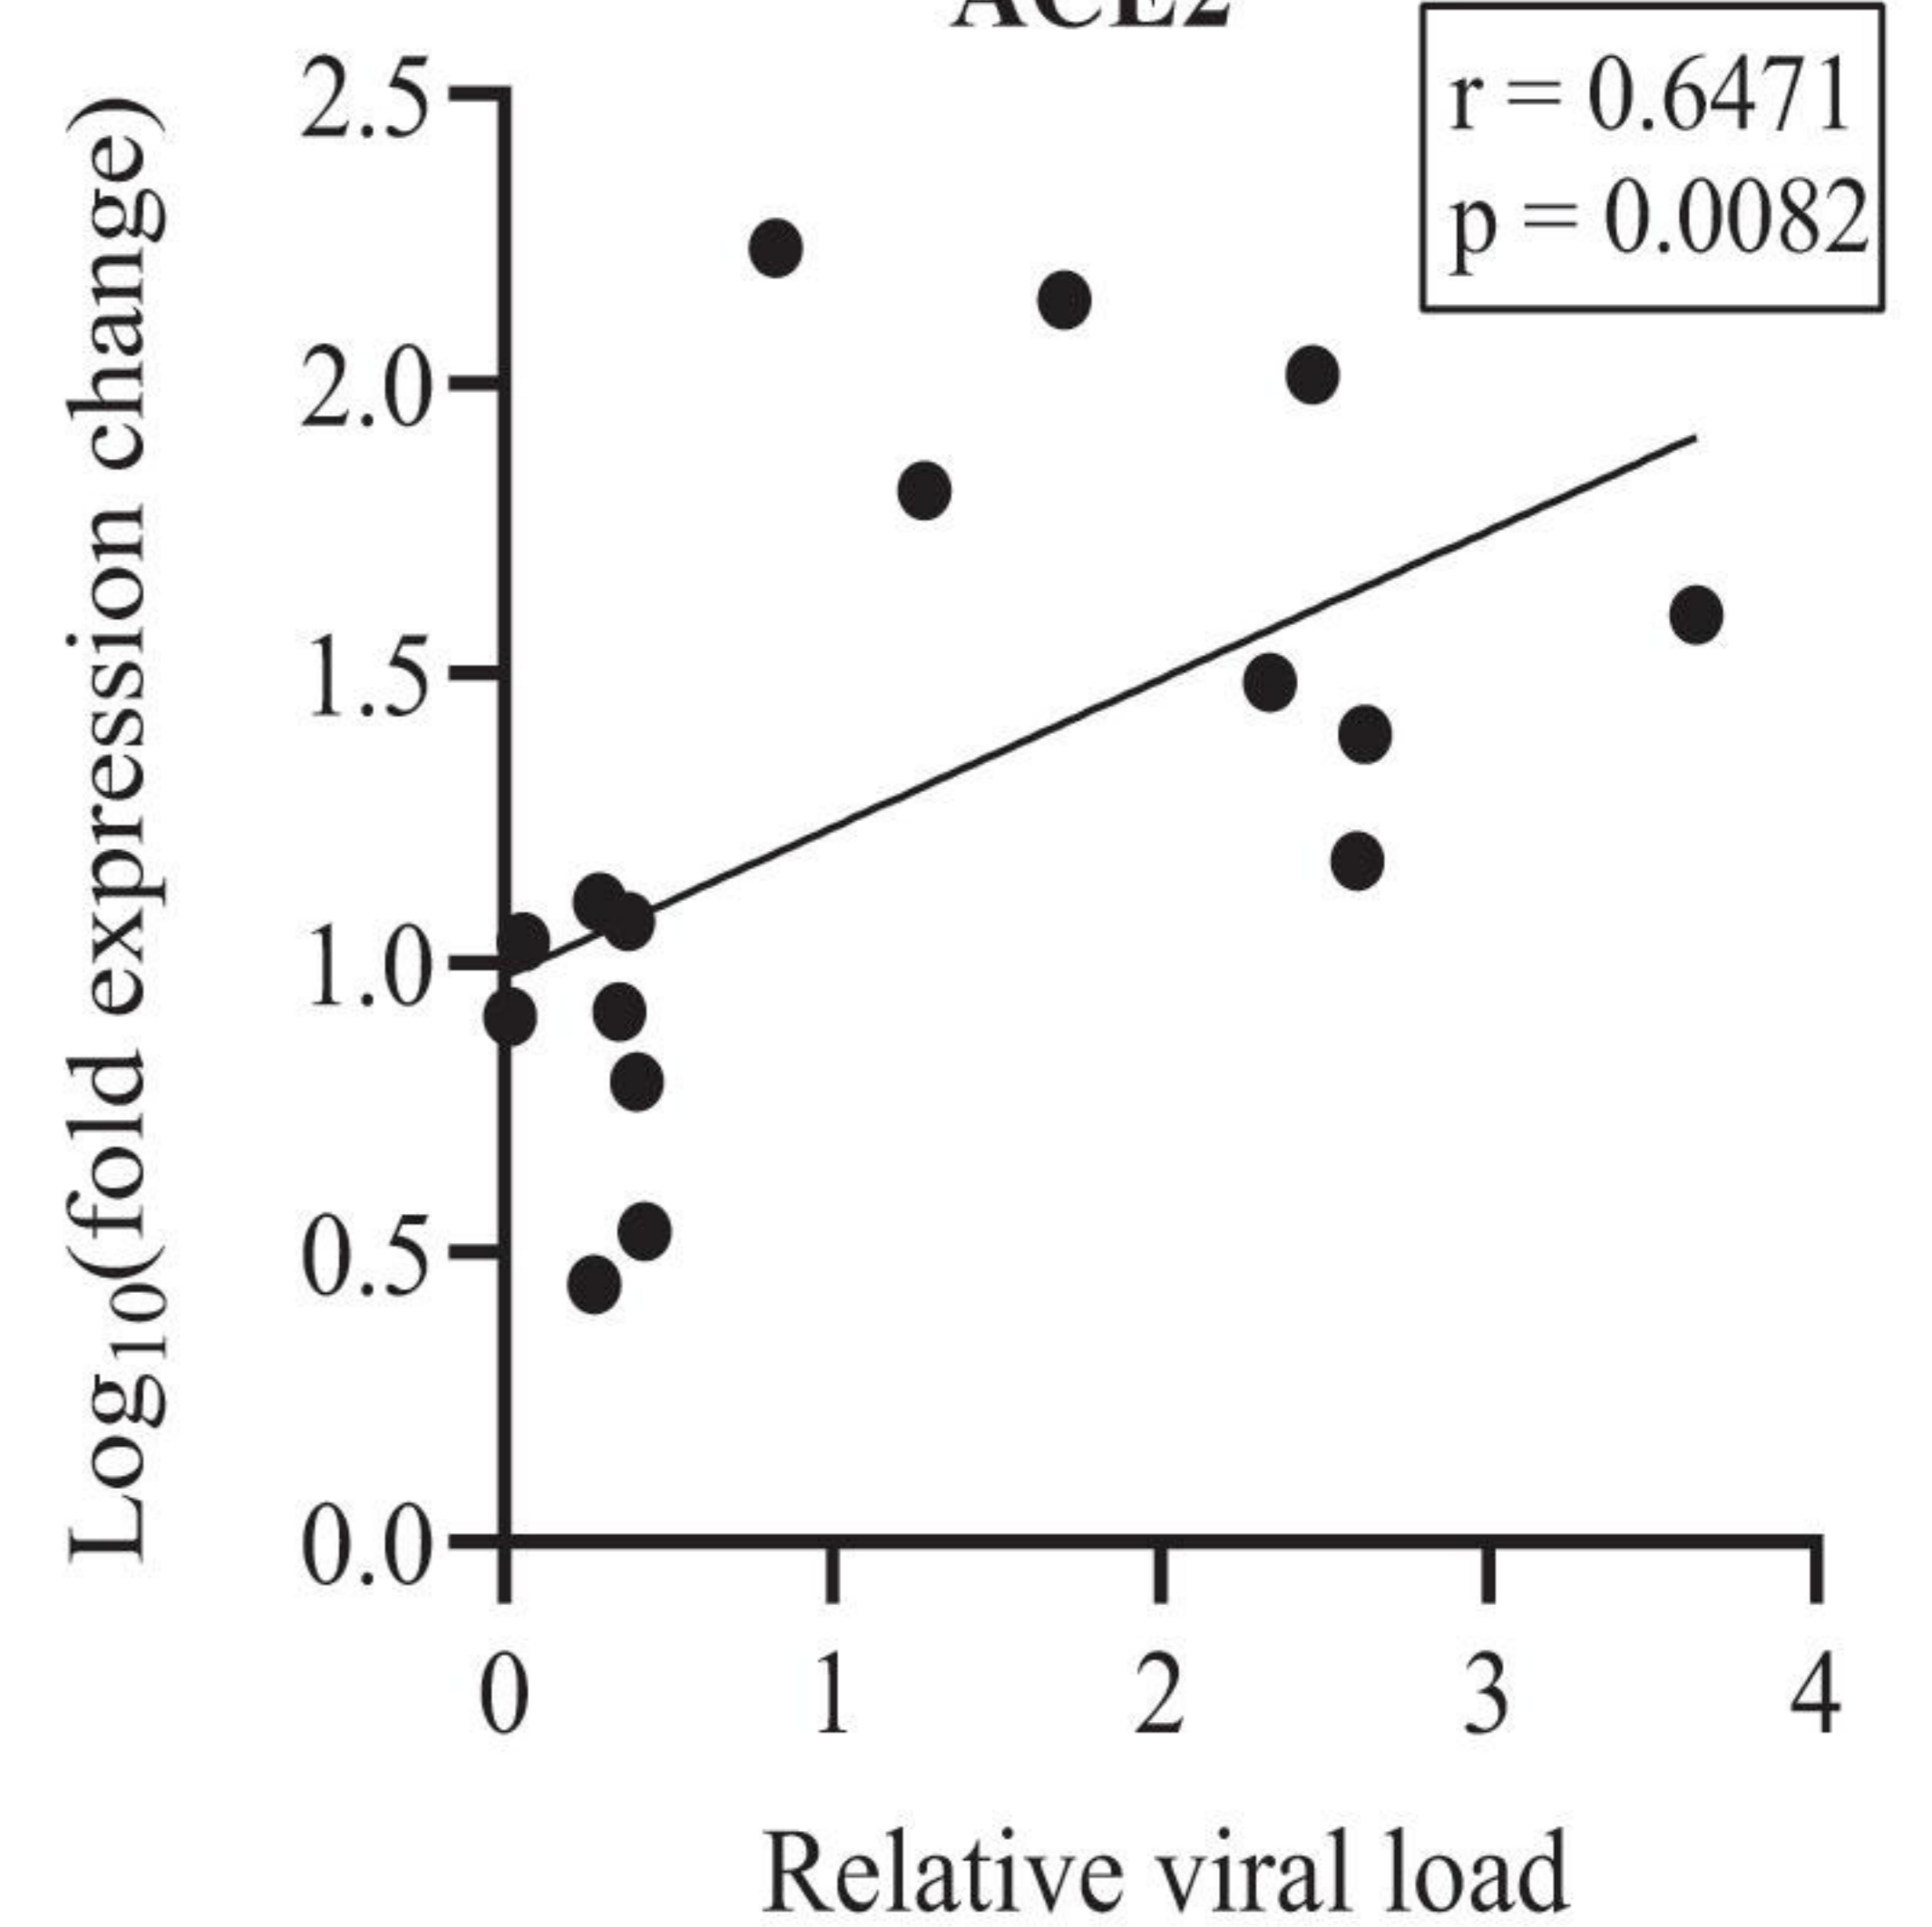 ACE2
r = 0.6471
p = 0.0082
Log10(fold expression change)
2.5
2.0
1.5
1.0
0.5
0.0
0 1 2 3 4
Relative viral load